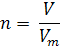 n = V / V_m